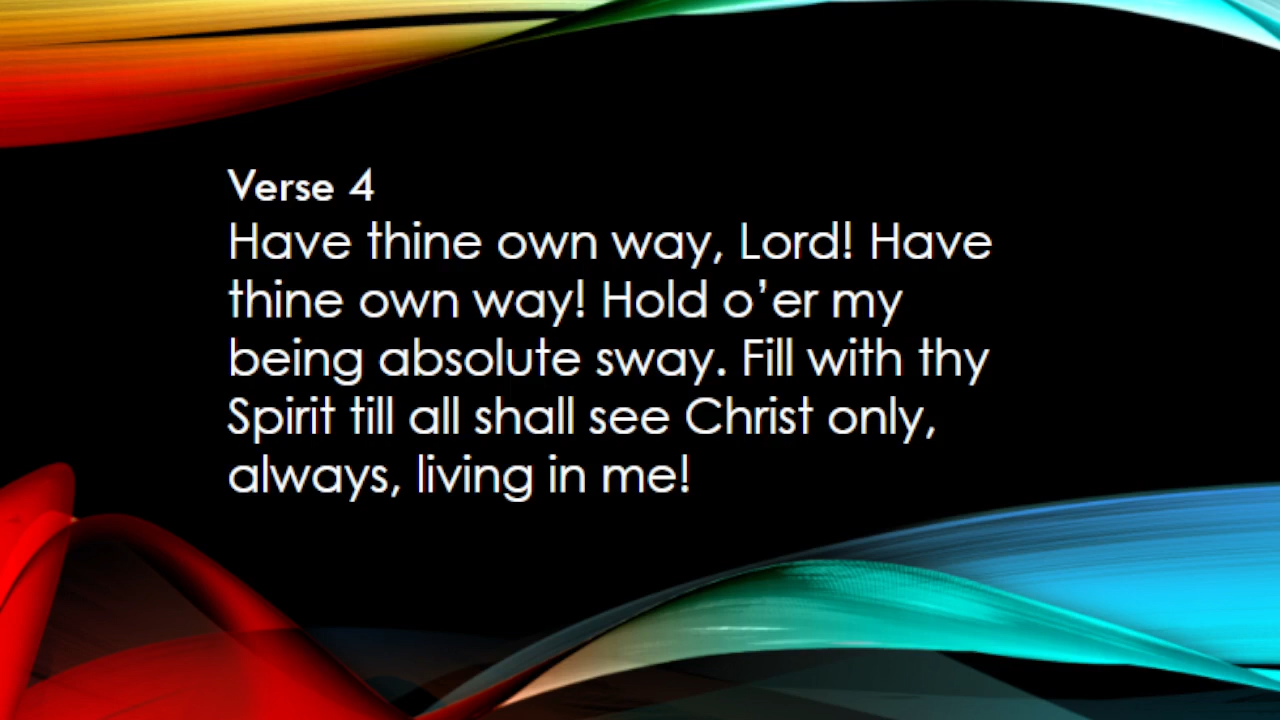 Verse 4
Have thine own way, Lord! Have
thine own way! Hold o’er my
being absolute sway. Fill with thy
Spirit till all shall see Christ only,
always, living in me!